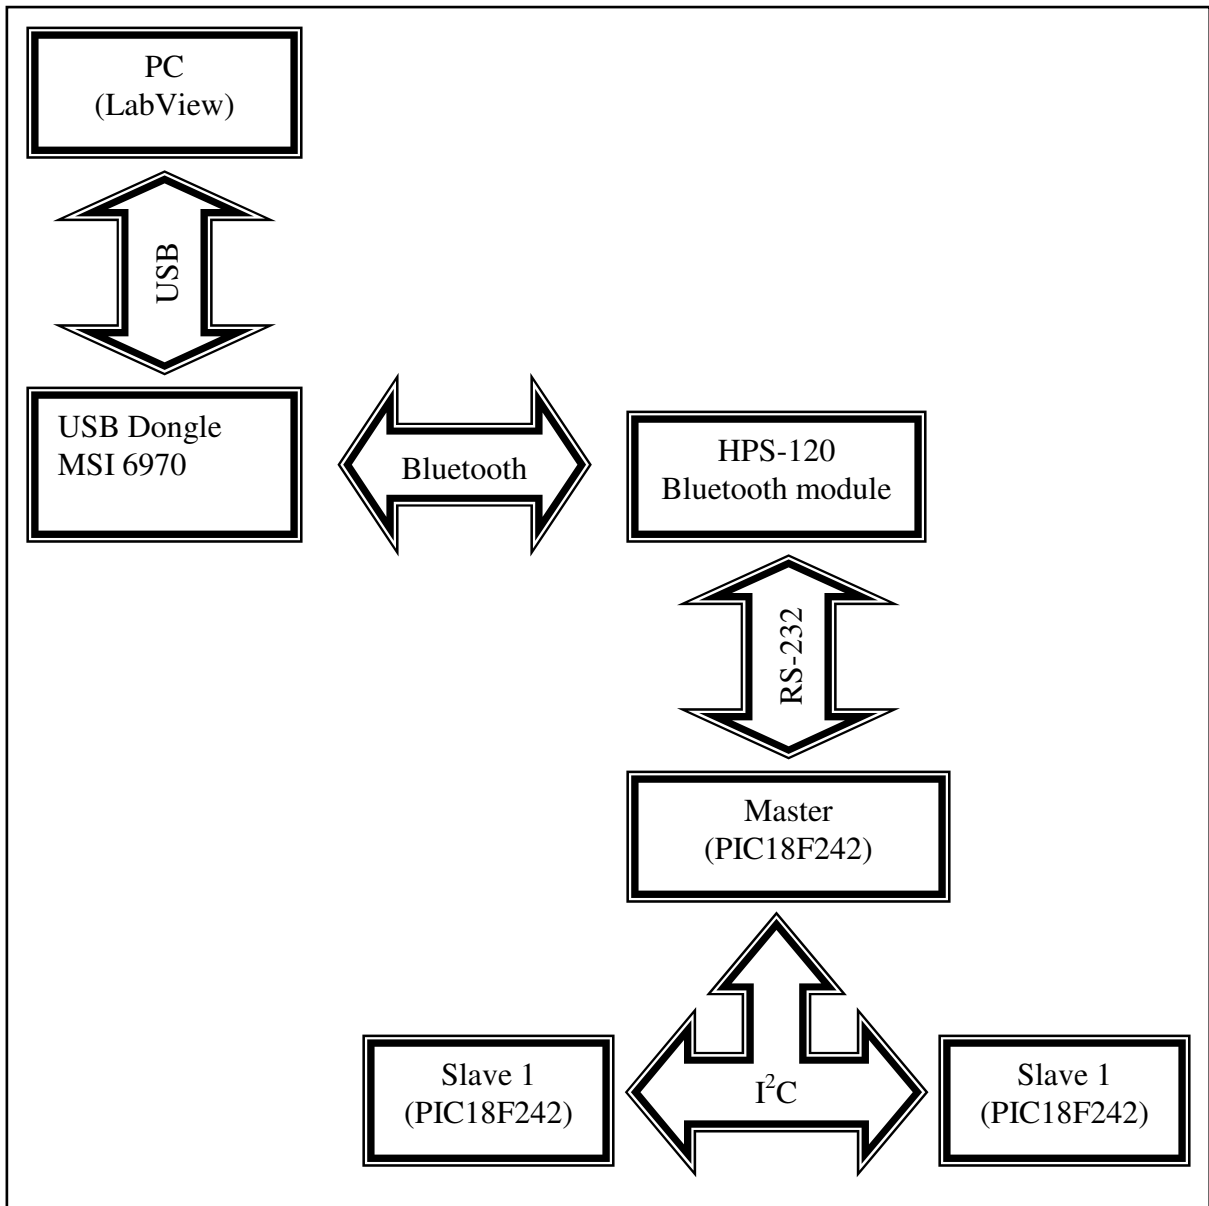 PC
(LabView)
USB
USB Dongle
MSI 6970
Bluetooth
HPS-120
Bluetooth module
RS-232
Master
(PIC18F242)
Slave 1
(PIC18F242)
I²C
Slave 1
(PIC18F242)